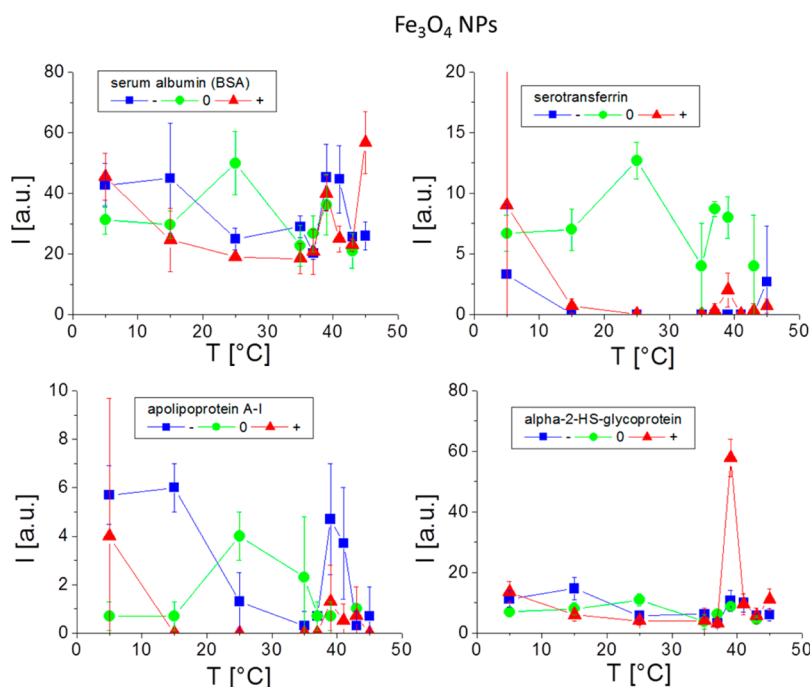 Fe₃O₄ NPs
serum albumin (BSA)
- 0 +
I [a.u.]
80
60
40
20
0
0 10 20 30 40 50
T [°C]
serotransferrin
- 0 +
I [a.u.]
20
15
10
5
0
0 10 20 30 40 50
T [°C]
apolipoprotein A-I
- 0 +
I [a.u.]
10
8
6
4
2
0
0 10 20 30 40 50
T [°C]
alpha-2-HS-glycoprotein
- 0 +
I [a.u.]
80
60
40
20
0
0 10 20 30 40 50
T [°C]